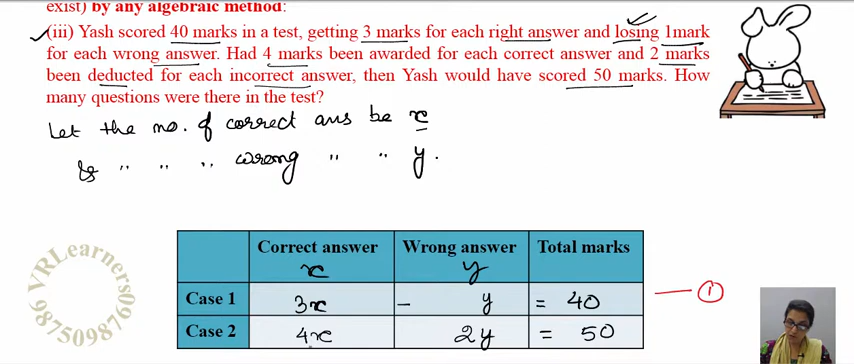 exist) by any algebraic method:
(iii) Yash scored 40 marks in a test, getting 3 marks for each right answer and losing 1mark
for each wrong answer. Had 4 marks been awarded for each correct answer and 2 marks
been deducted for each incorrect answer, then Yash would have scored 50 marks. How
many questions were there in the test?
Let the no. of correct ans be x
& " " " wrong " " y.
Correct answer Wrong answer Total marks
x y
Case 1 3x – y = 40 — ①
Case 2 4x 2y = 50
VRLearners
9875098760